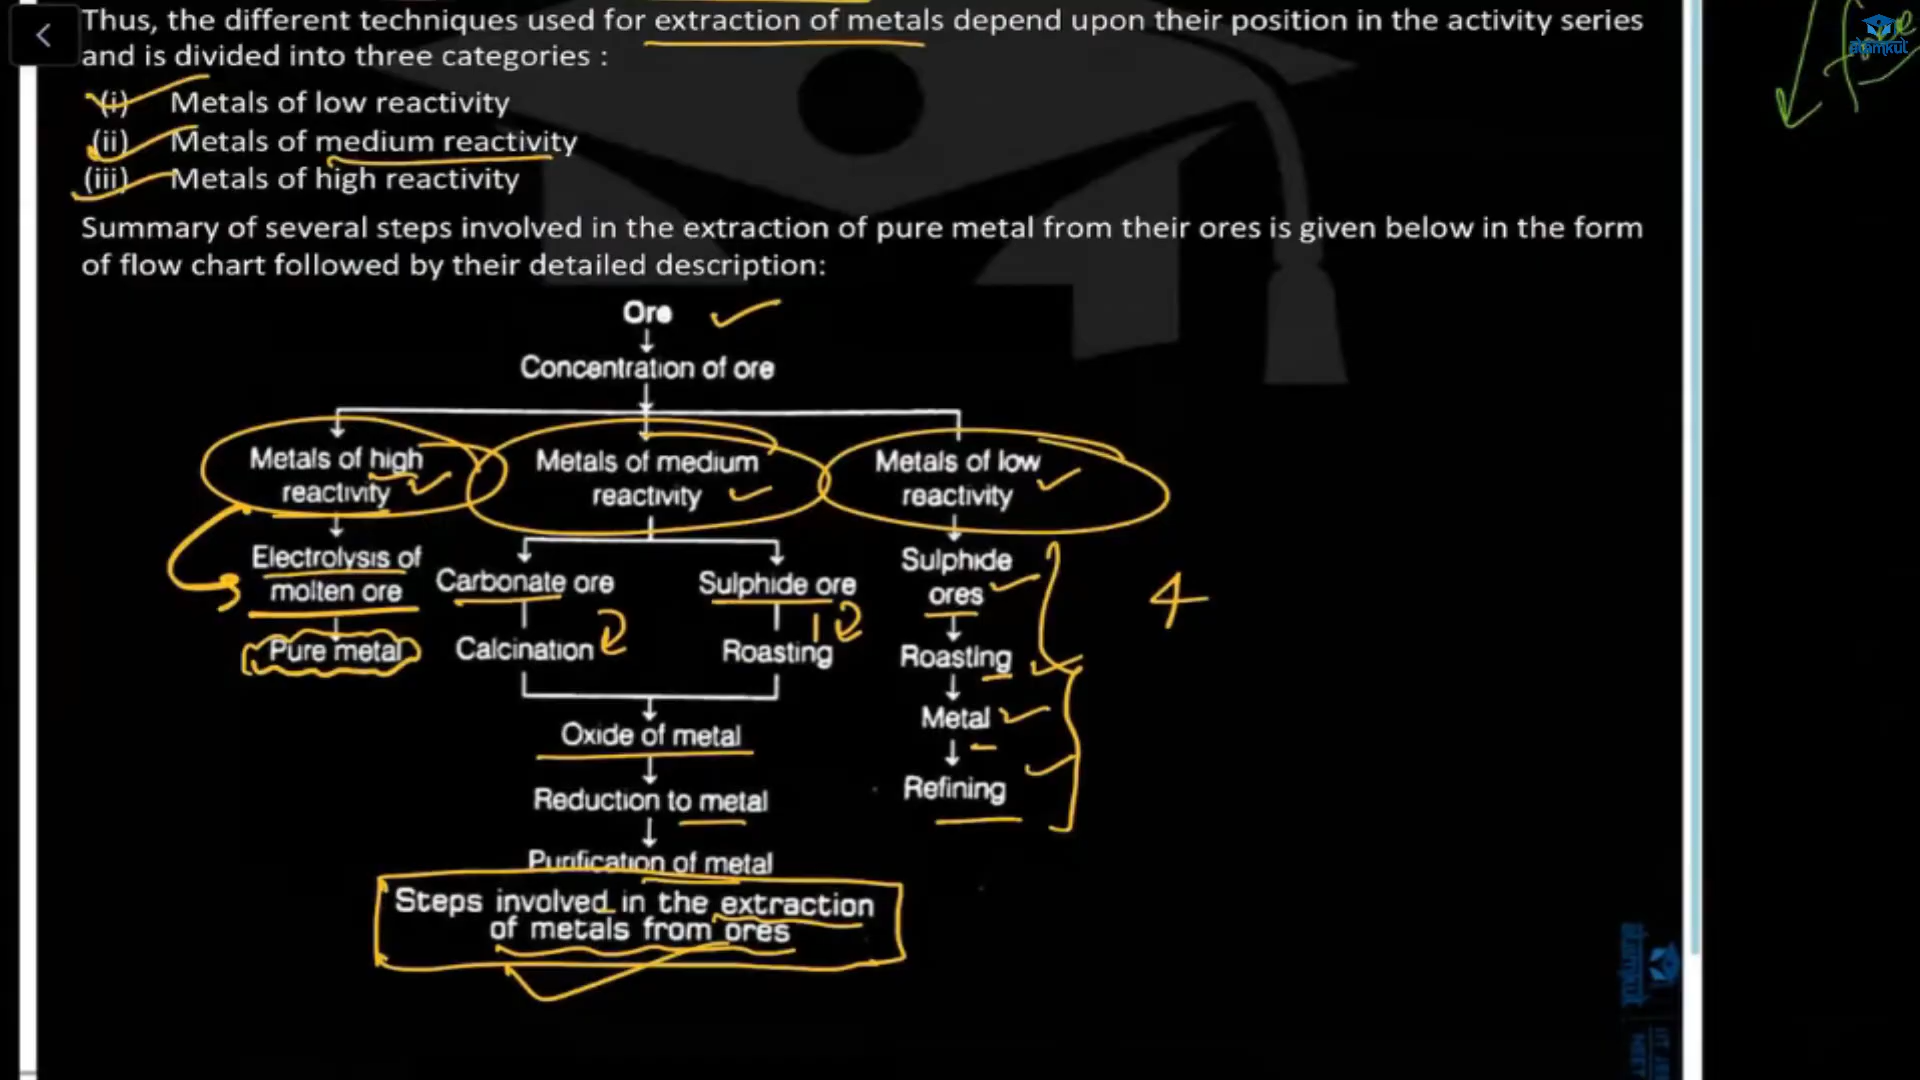 Thus, the different techniques used for extraction of metals depend upon their position in the activity series
and is divided into three categories :
(i) Metals of low reactivity
(ii) Metals of medium reactivity
(iii) Metals of high reactivity
Summary of several steps involved in the extraction of pure metal from their ores is given below in the form
of flow chart followed by their detailed description:
Ore
Concentration of ore
Metals of high
reactivity
Metals of medium
reactivity
Metals of low
reactivity
Electrolysis of
molten ore
Pure metal
Carbonate ore
Calcination
Sulphide ore
Roasting
Oxide of metal
Reduction to metal
Purification of metal
Sulphide
ores
Roasting
Metal
Refining
4
Steps involved in the extraction
of metals from ores